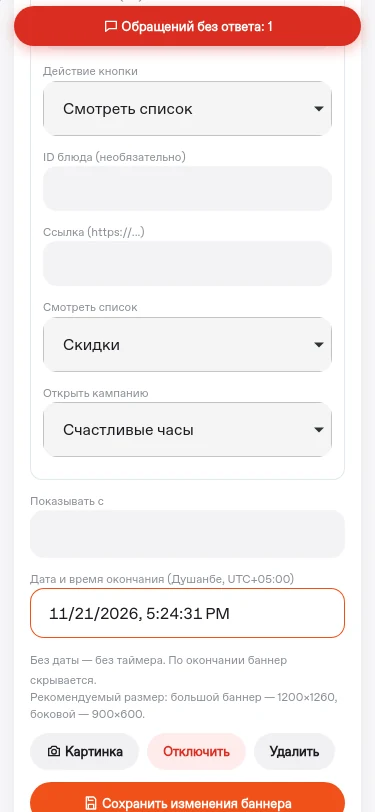 Обращений без ответа: 1
Действие кнопки
Смотреть список
ID блюда (необязательно)
Ссылка (https://...)
Смотреть список
Скидки
Открыть кампанию
Счастливые часы
Показывать с
Дата и время окончания (Душанбе, UTC+05:00)
11/21/2026, 5:24:31 PM
Без даты — без таймера. По окончании баннер
скрывается.
Рекомендуемый размер: большой баннер — 1200×1260,
боковой — 900×600.
Картинка
Отключить
Удалить
Сохранить изменения баннера